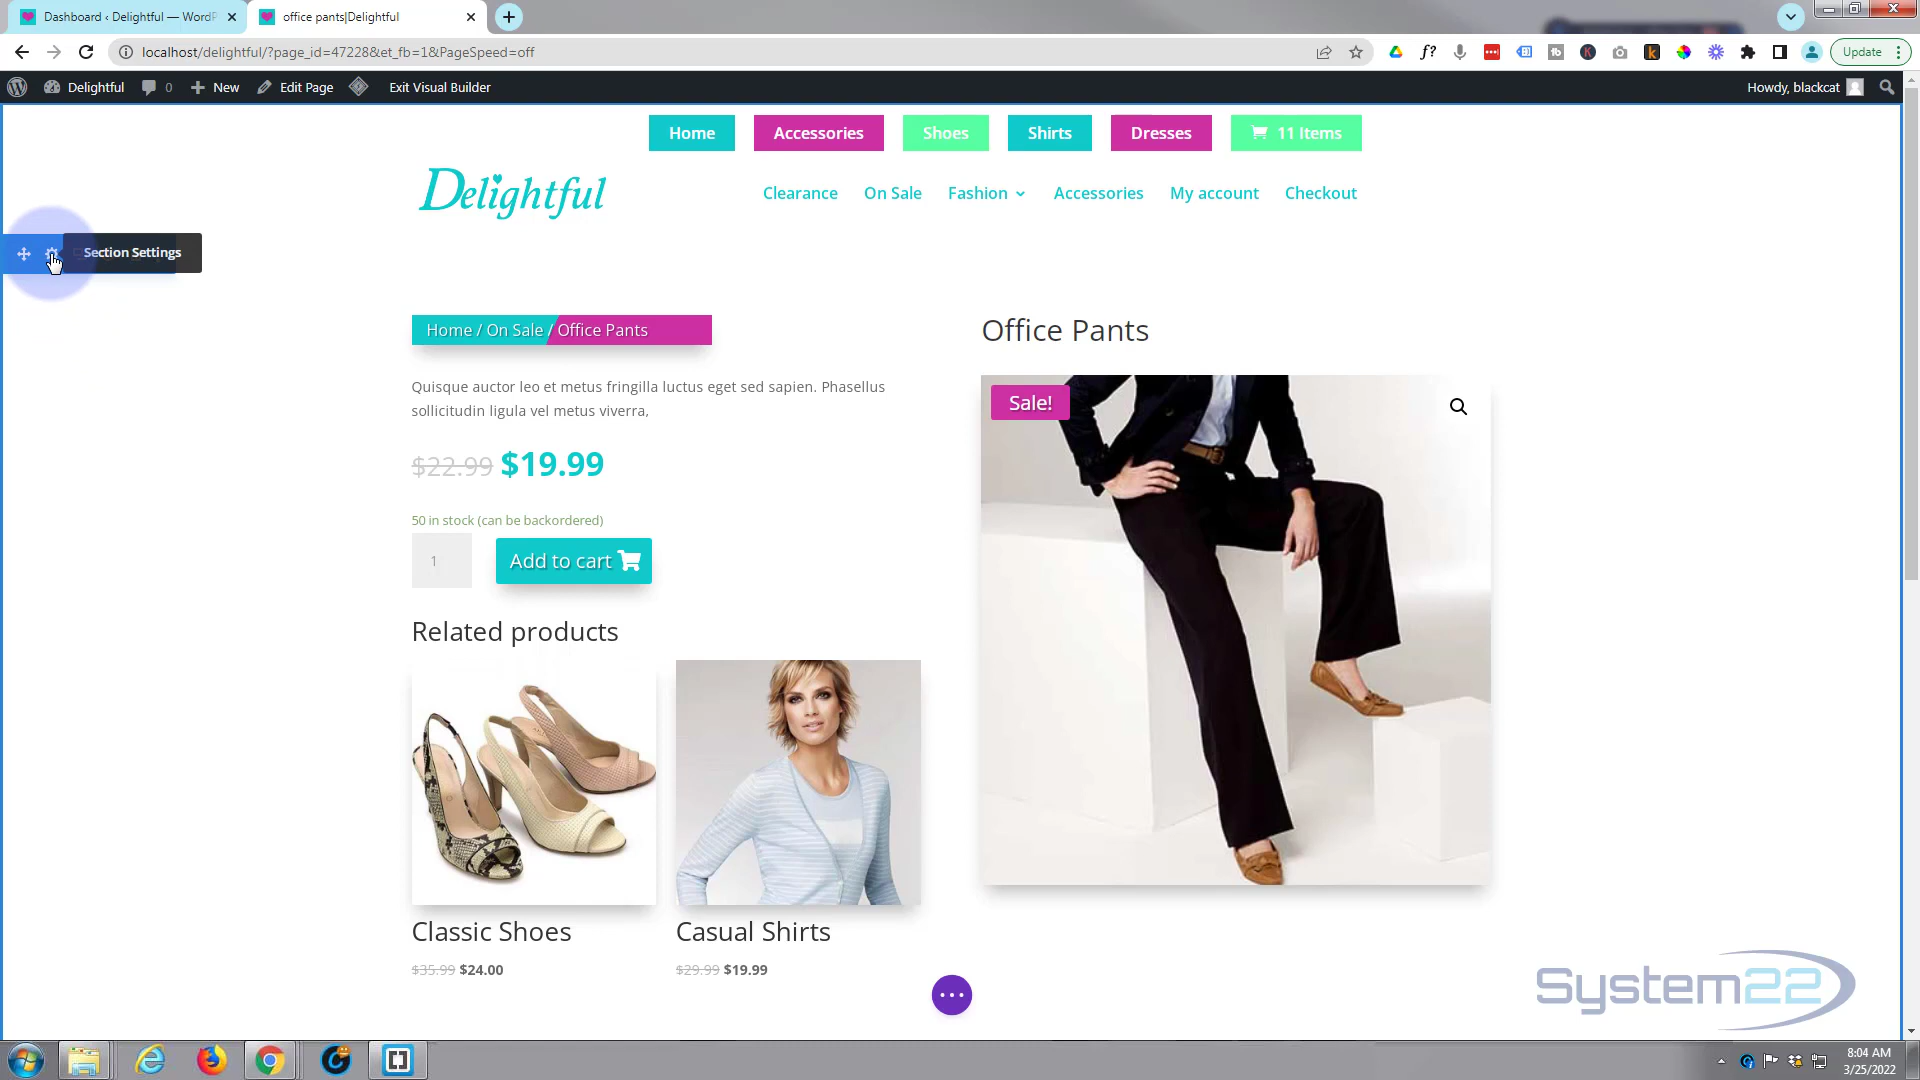 Dashboard ‹ Delightful — WordP
office pants|Delightful
localhost/delightful/?page_id=47228&et_fb=1&PageSpeed=off
Update
Delightful
0
New
Edit Page
Exit Visual Builder
Howdy, blackcat
Home
Accessories
Shoes
Shirts
Dresses
11 Items
Delightful
Clearance
On Sale
Fashion
Accessories
My account
Checkout
Section Settings
Home / On Sale / Office Pants
Office Pants
Quisque auctor leo et metus fringilla luctus eget sed sapien. Phasellus
sollicitudin ligula vel metus viverra,
Sale!
$22.99 $19.99
50 in stock (can be backordered)
1
Add to cart
Related products
Classic Shoes
Casual Shirts
$35.99 $24.00
$29.99 $19.99
System22
8:04 AM
3/25/2022